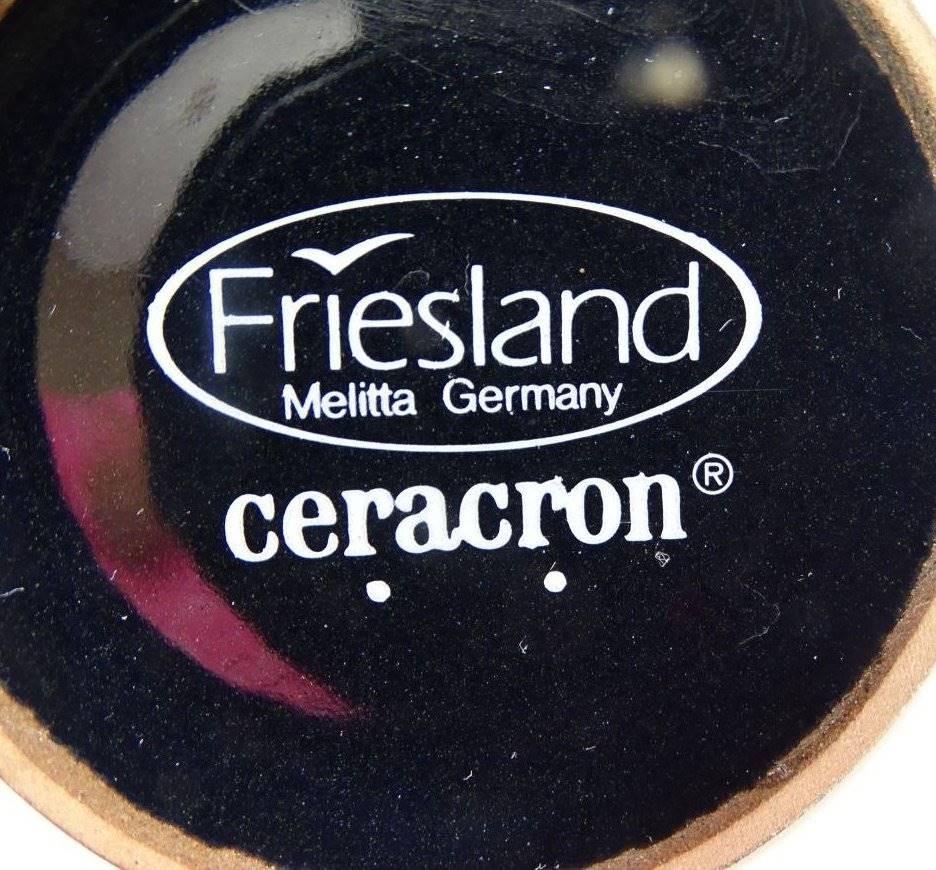 Friesland
Melitta Germany
ceracron®